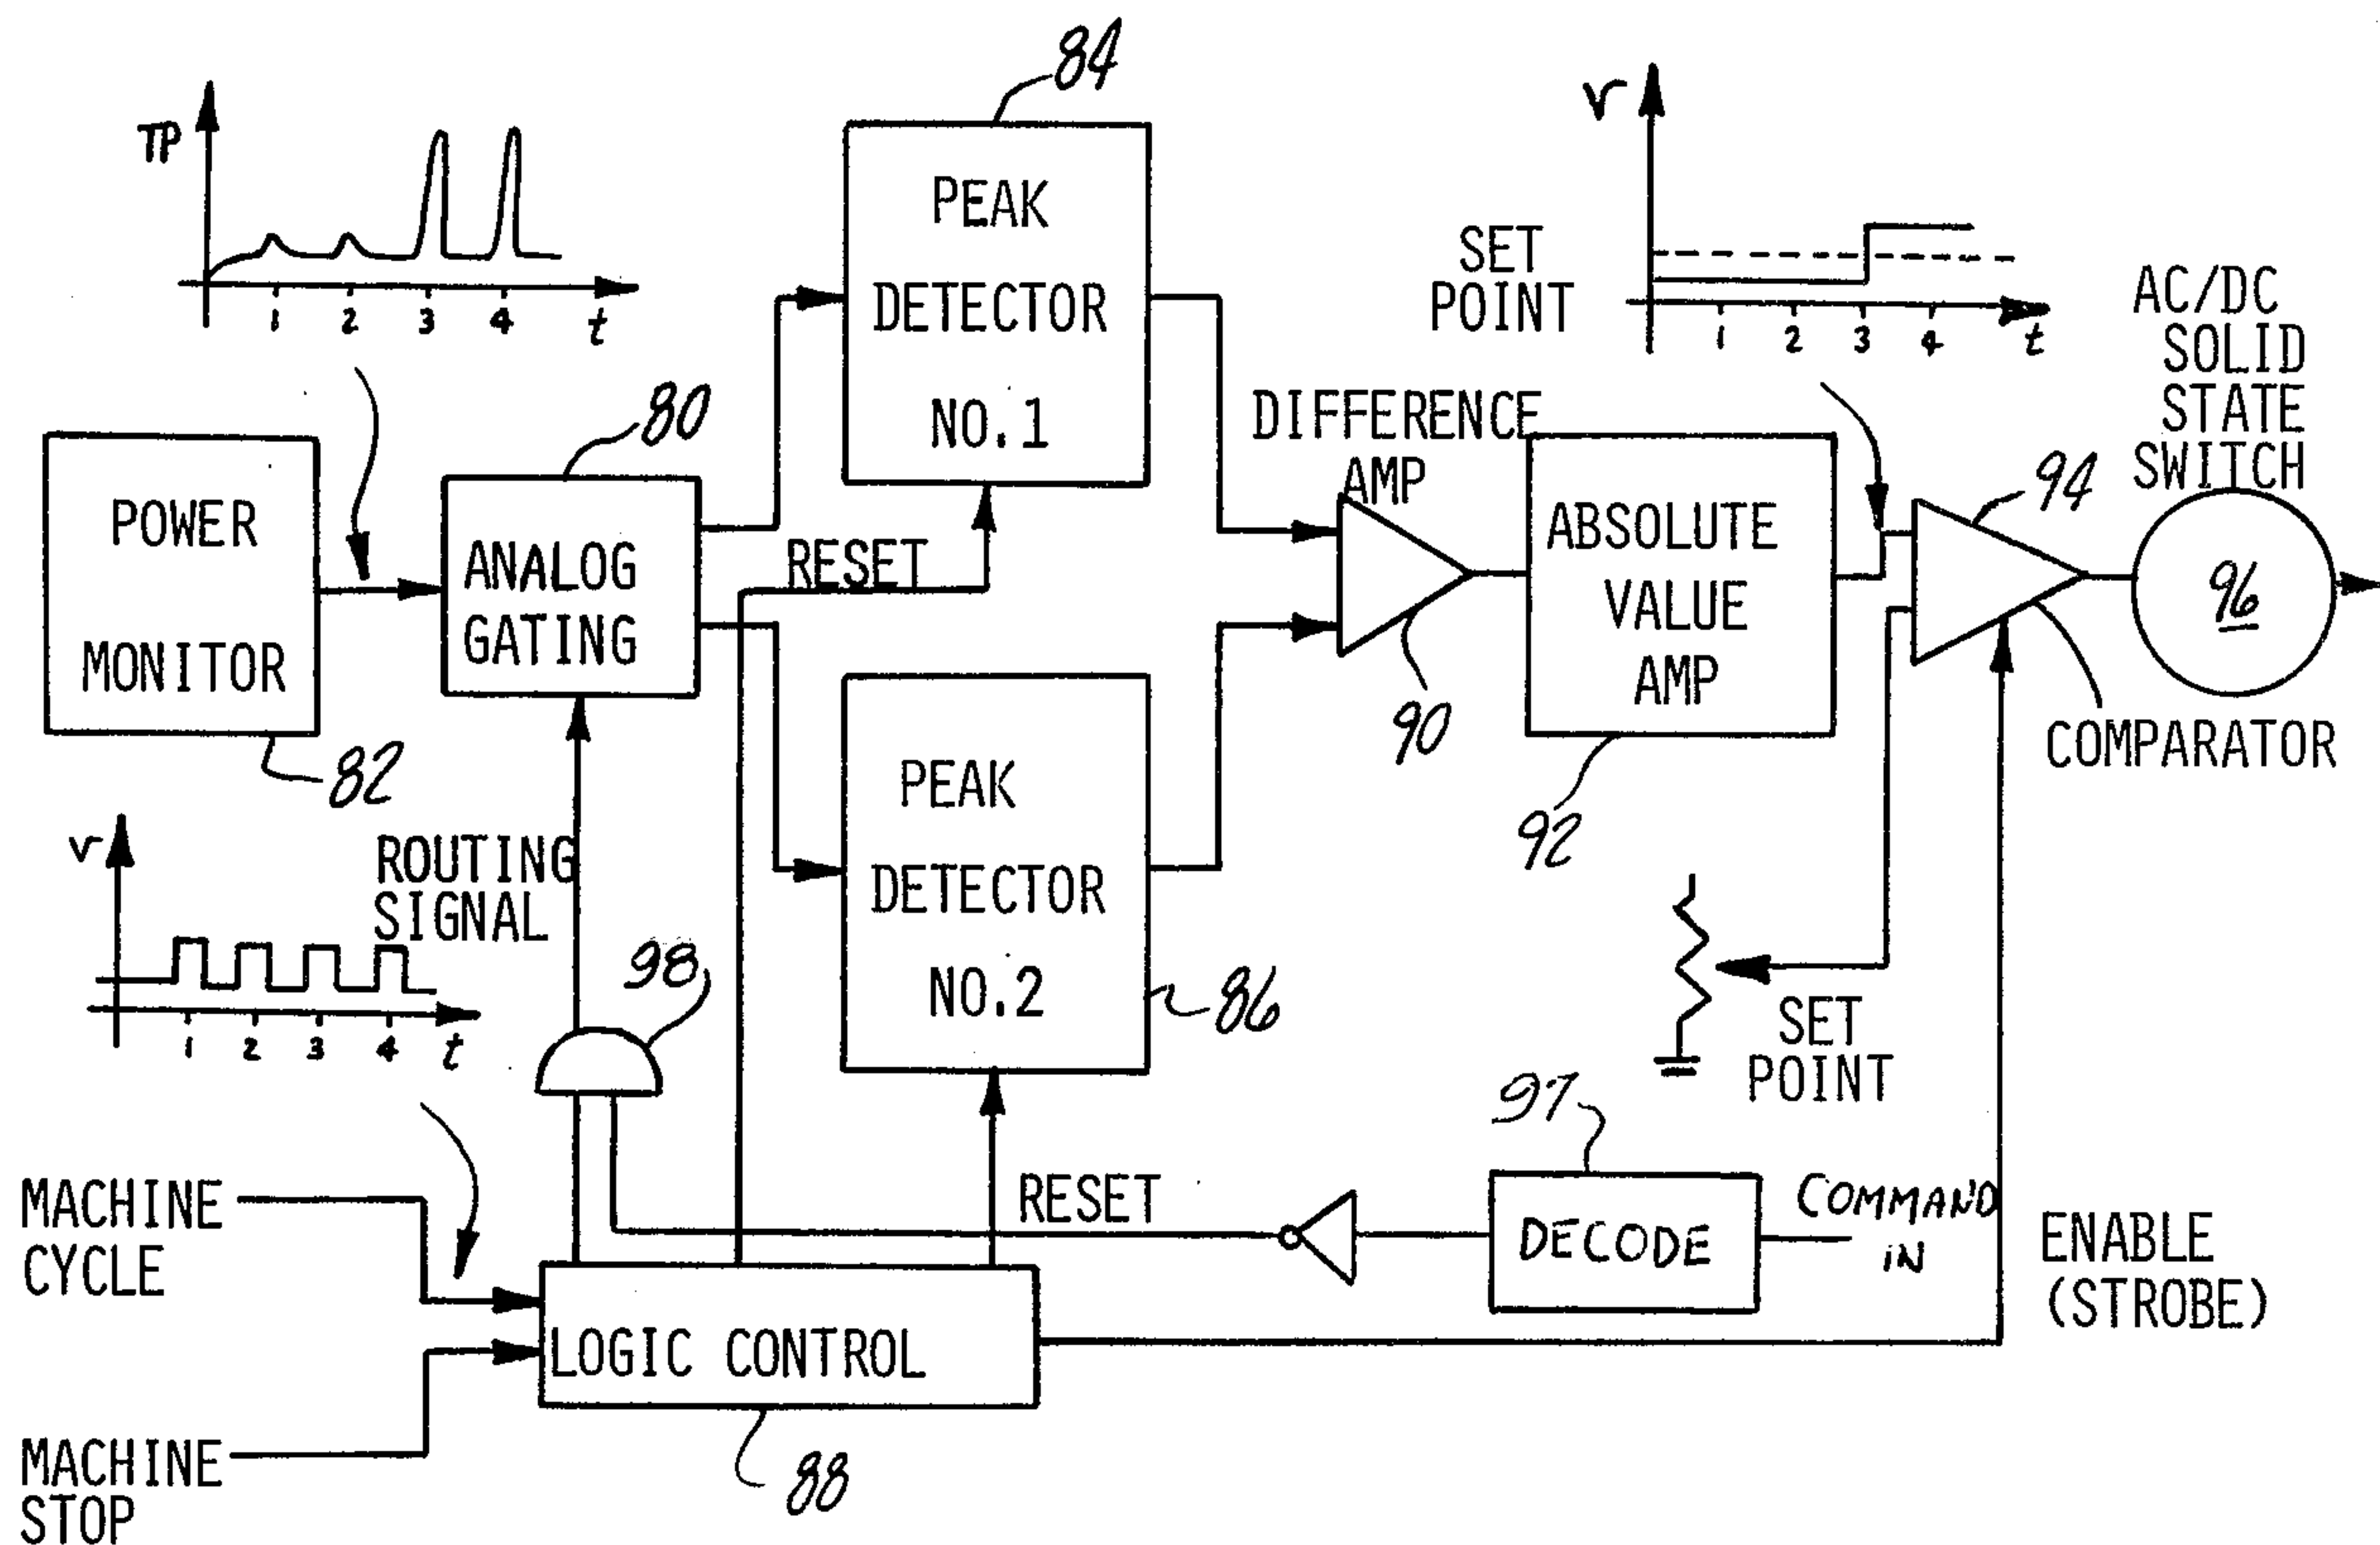 84
TP
1 2 3 4 t
V
SET
POINT
1 2 3 4 t
AC/DC
SOLID
STATE
SWITCH
PEAK
DETECTOR
NO.1
80
DIFFERENCE
AMP
94
POWER
MONITOR
82
ANALOG
GATING
RESET
ABSOLUTE
VALUE
AMP
92
90
96
COMPARATOR
V
1 2 3 4 t
ROUTING
SIGNAL
98
PEAK
DETECTOR
NO.2
86
SET
POINT
97
DECODE
COMMAND
IN
ENABLE
(STROBE)
RESET
MACHINE
CYCLE
LOGIC CONTROL
88
MACHINE
STOP